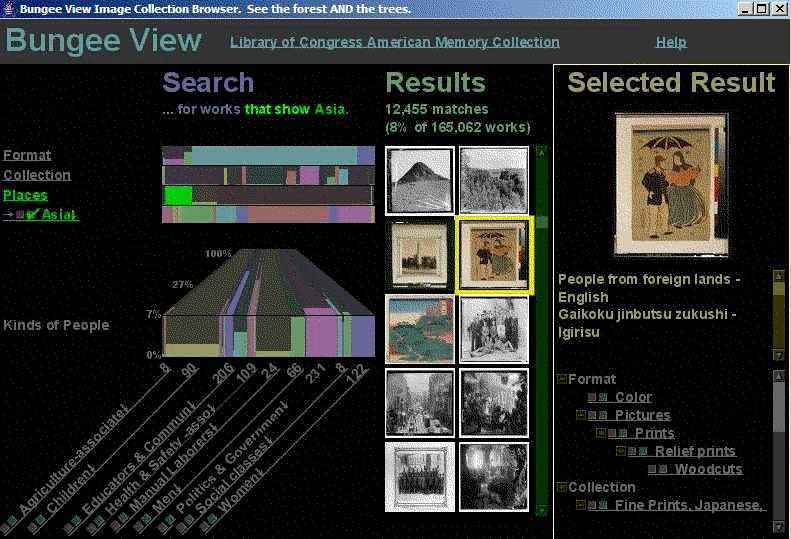 Bungee View Image Collection Browser. See the forest AND the trees.
Bungee View
Library of Congress American Memory Collection
Help
Search
... for works that show Asia.
Results
12,455 matches
(8% of 165,062 works)
Selected Result
Format
Collection
Places
Asia
100%
27%
7%
0%
Kinds of People
8
90
206
109
24
66
231
8
122
Agriculture-associate
Children
Educators & Commun
Health & Safety -asso
Manual Laborers
Men
Politics & Government
Social classes
Women
People from foreign lands -
English
Gaikoku jinbutsu zukushi -
Igirisu
Format
Color
Pictures
Prints
Relief prints
Woodcuts
Collection
Fine Prints, Japanese,